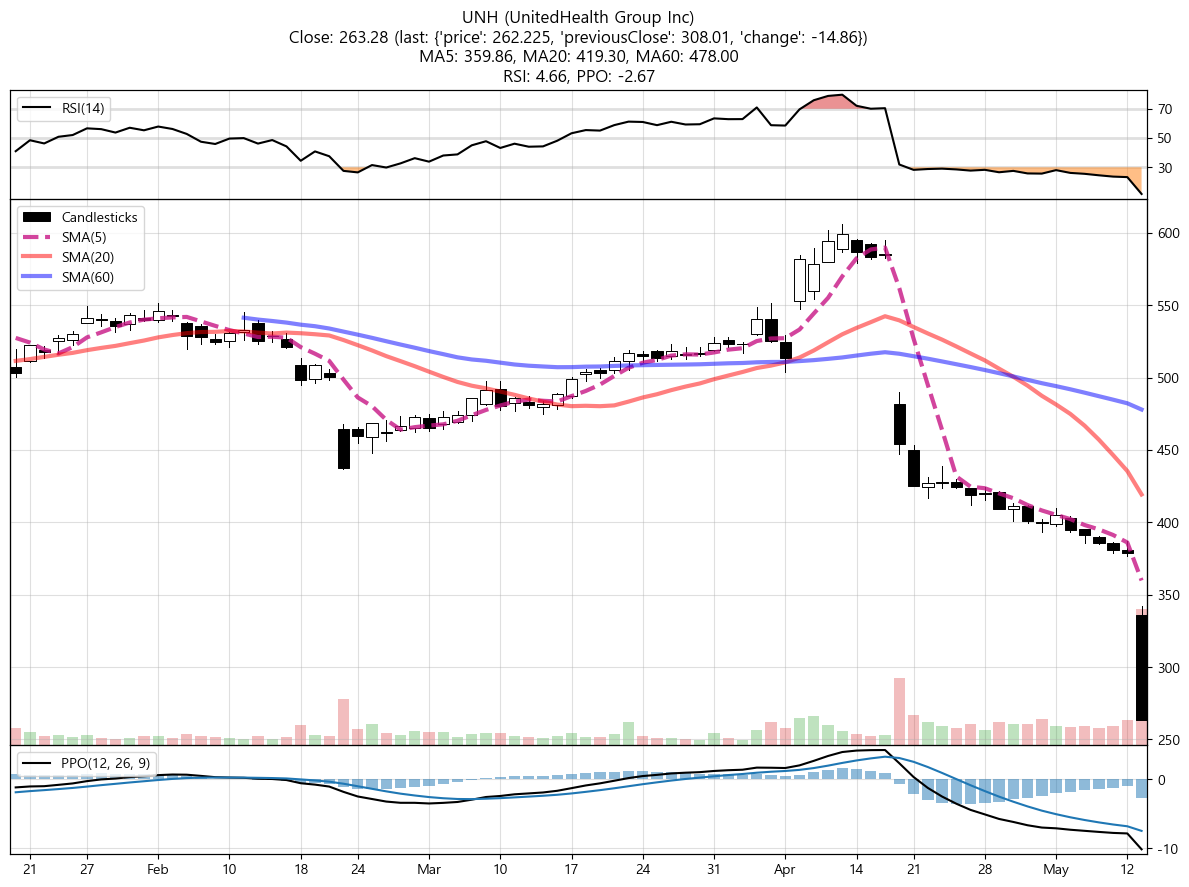 UNH (UnitedHealth Group Inc)
Close: 263.28 (last: {'price': 262.225, 'previousClose': 308.01, 'change': -14.86})
MA5: 359.86, MA20: 419.30, MA60: 478.00
RSI: 4.66, PPO: -2.67
RSI(14)
70
50
30
Candlesticks
SMA(5)
SMA(20)
SMA(60)
600
550
500
450
400
350
300
250
PPO(12, 26, 9)
0
-10
21 27 Feb 10 18 24 Mar 10 17 24 31 Apr 14 21 28 May 12